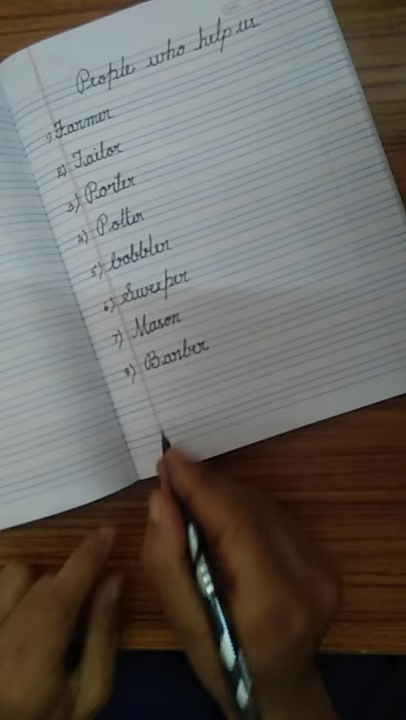 People who help us
1) Farmer
2) Tailor
3) Porter
4) Potter
5) Cobbler
6) Sweeper
7) Mason
8) Barber